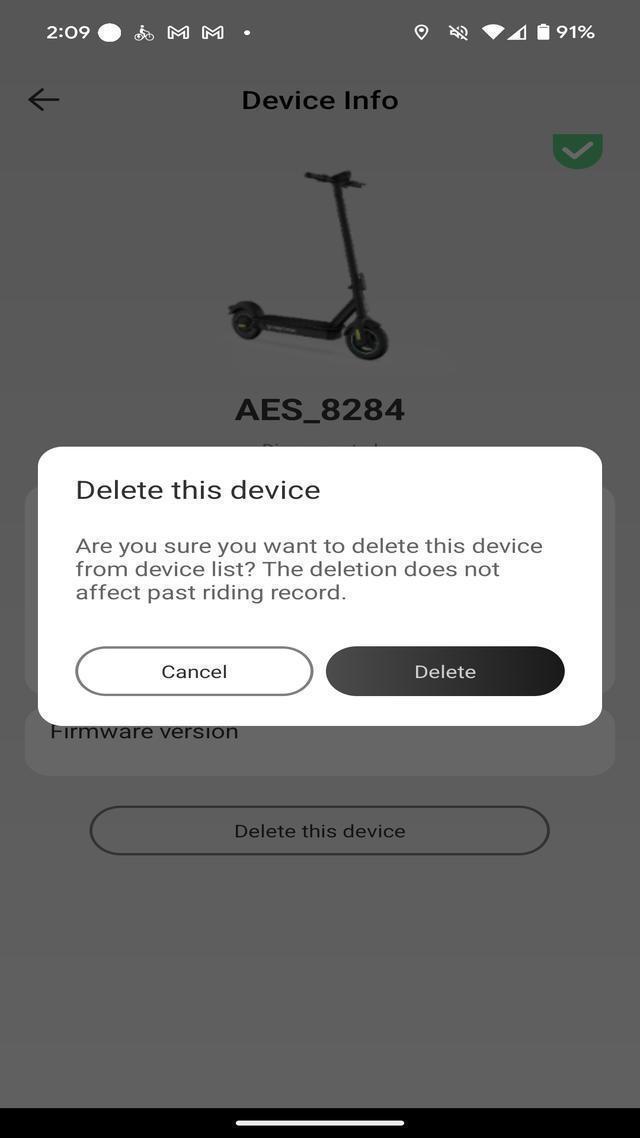 2:09
91%
Device Info
AES_8284
Delete this device
Are you sure you want to delete this device
from device list? The deletion does not
affect past riding record.
Cancel
Delete
Firmware version
Delete this device